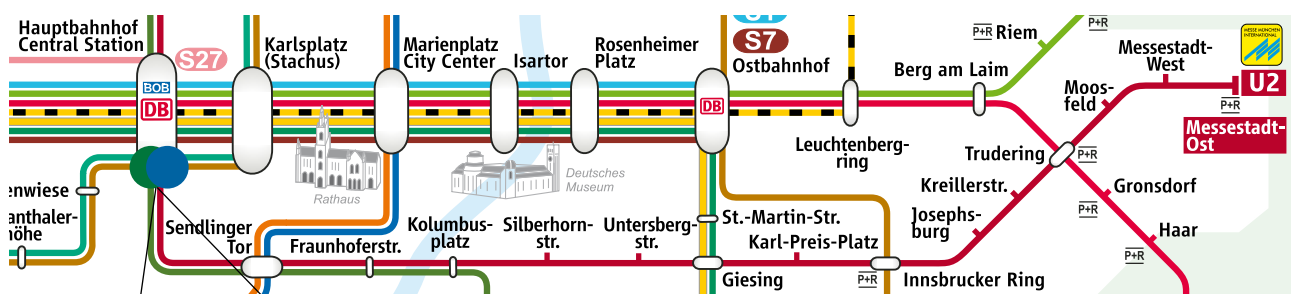 Hauptbahnhof
Central Station
S27
BOB
DB
Karlsplatz
(Stachus)
Marienplatz
City Center
Isartor
Rosenheimer
Platz
S7
Ostbahnhof
DB
Berg am Laim
P+R Riem
P+R
Messestadt-
West
MESSE MÜNCHEN
INTERNATIONAL
U2
P+R
Messestadt-
Ost
Moos-
feld
Leuchtenberg-
ring
Trudering
P+R
Kreillerstr.
Gronsdorf
P+R
Josephs-
burg
Haar
P+R
Rathaus
Deutsches
Museum
enwiese
anthaler-
höhe
Sendlinger
Tor
Fraunhoferstr.
Kolumbus-
platz
Silberhorn-
str.
Untersberg-
str.
St.-Martin-Str.
Karl-Preis-Platz
Giesing
P+R
Innsbrucker Ring